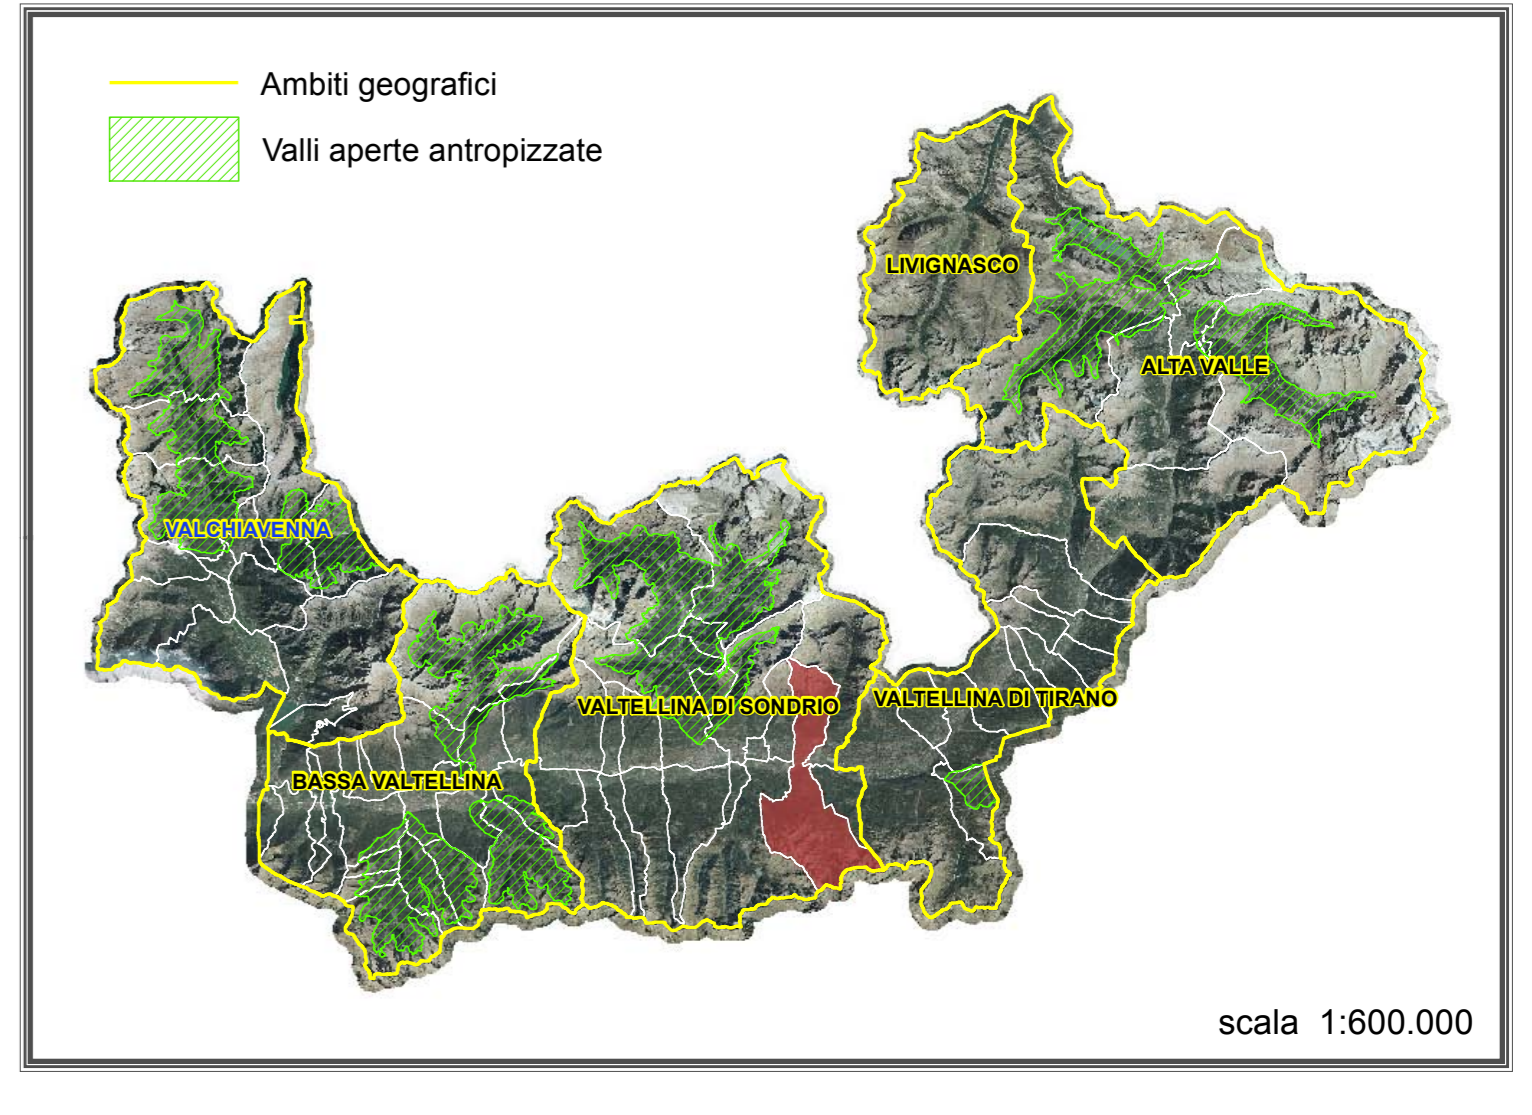 Ambiti geografici
Valli aperte antropizzate
LIVIGNASCO
ALTA VALLE
VALCHIAVENNA
VALTELLINA DI SONDRIO
VALTELLINA DI TIRANO
BASSA VALTELLINA
scala 1:600.000